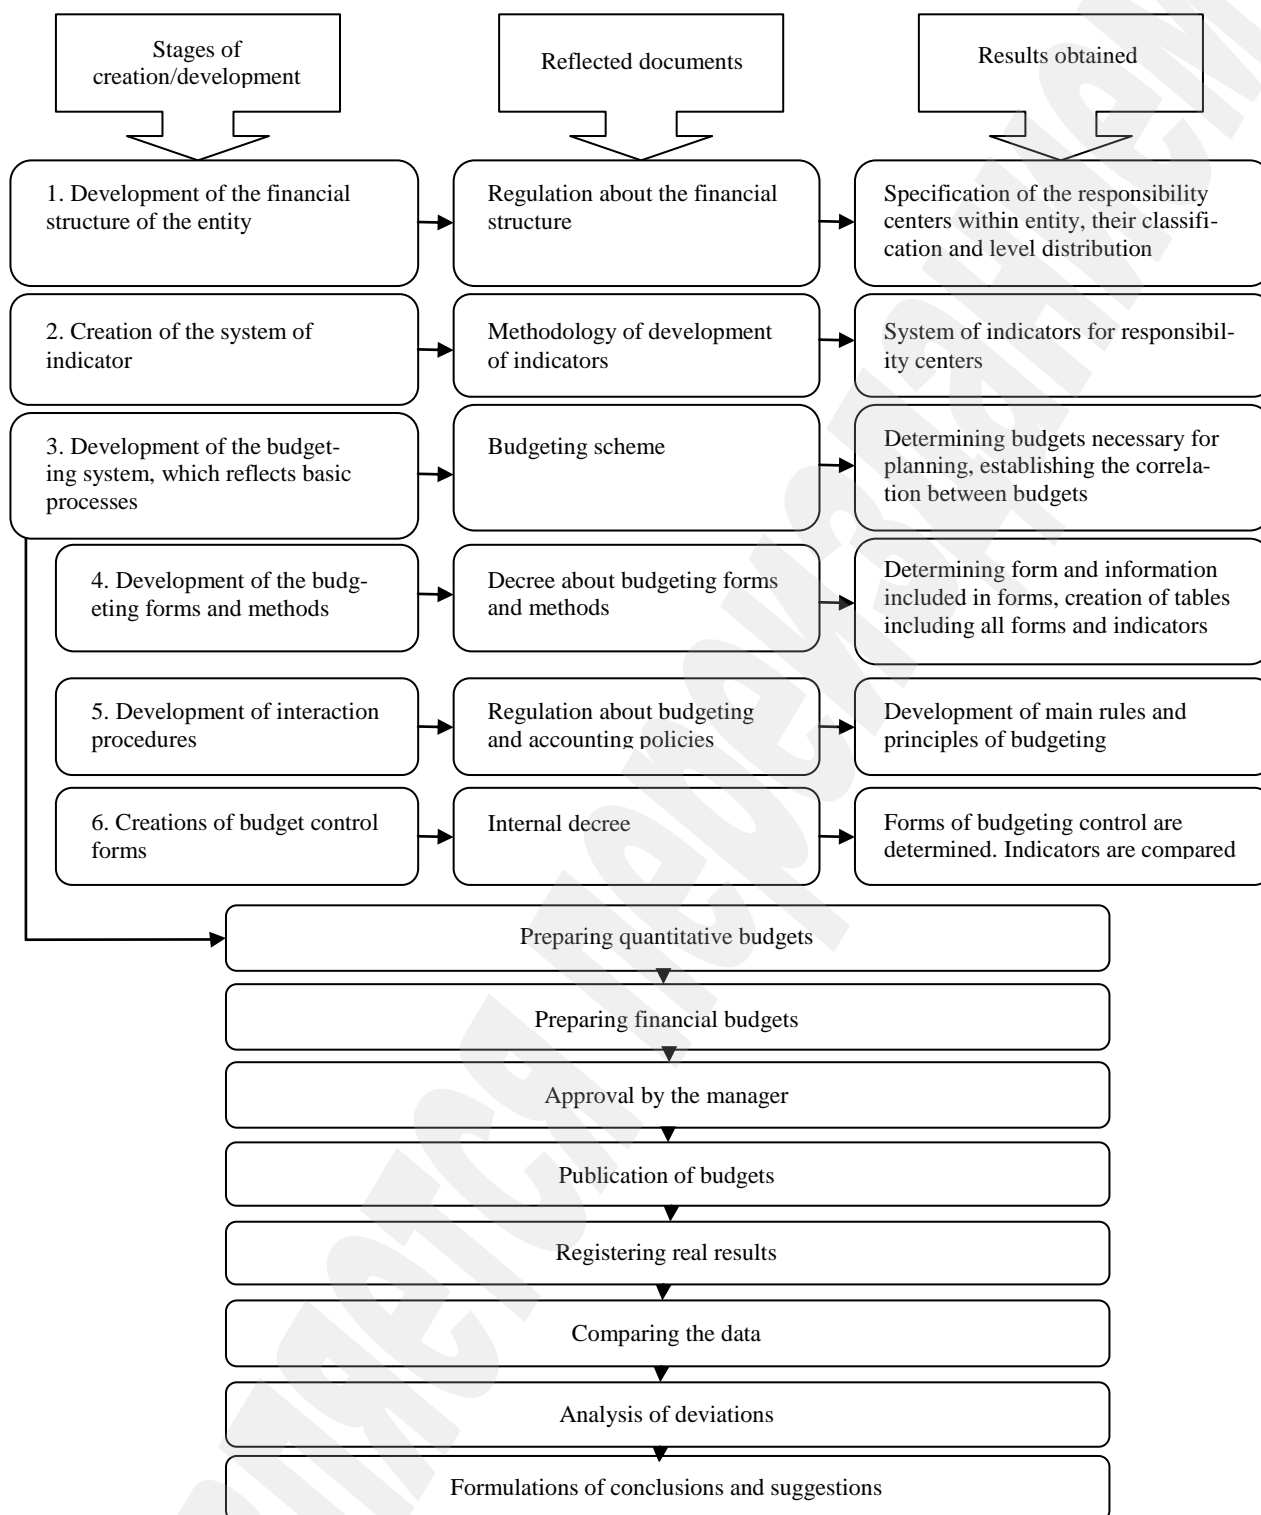 Stages of
creation/development
Reflected documents
Results obtained
1. Development of the financial
structure of the entity
Regulation about the financial
structure
Specification of the responsibility
centers within entity, their classifi-
cation and level distribution
2. Creation of the system of
indicator
Methodology of development
of indicators
System of indicators for responsibil-
ity centers
3. Development of the budget-
ing system, which reflects basic
processes
Budgeting scheme
Determining budgets necessary for
planning, establishing the correla-
tion between budgets
4. Development of the budg-
eting forms and methods
Decree about budgeting forms
and methods
Determining form and information
included in forms, creation of tables
including all forms and indicators
5. Development of interaction
procedures
Regulation about budgeting
and accounting policies
Development of main rules and
principles of budgeting
6. Creations of budget control
forms
Internal decree
Forms of budgeting control are
determined. Indicators are compared
Preparing quantitative budgets
Preparing financial budgets
Approval by the manager
Publication of budgets
Registering real results
Comparing the data
Analysis of deviations
Formulations of conclusions and suggestions